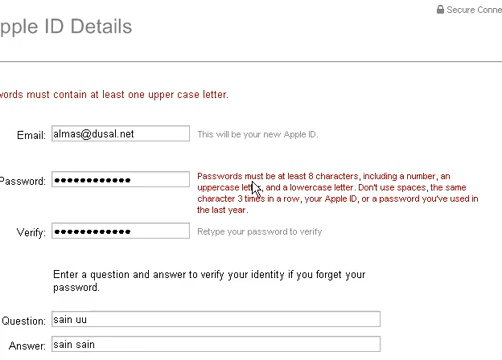 Secure Conne
pple ID Details
words must contain at least one upper case letter.
Email: almas@dusal.net This will be your new Apple ID.
Password: ●●●●●●●●●●●● Passwords must be at least 8 characters, including a number, an
uppercase letter, and a lowercase letter. Don't use spaces, the same
character 3 times in a row, your Apple ID, or a password you've used in
the last year.
Verify: ●●●●●●●●●●●● Retype your password to verify
Enter a question and answer to verify your identity if you forget your
password.
Question: sain uu
Answer: sain sain